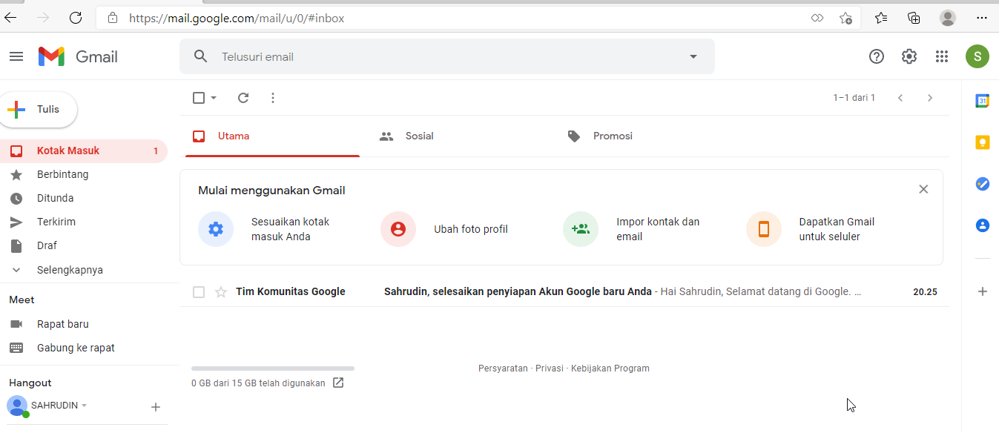 https://mail.google.com/mail/u/0/#inbox
Gmail
Telusuri email
S
Tulis
1–1 dari 1
31
Utama
Sosial
Promosi
Kotak Masuk 1
Berbintang
Ditunda
Terkirim
Draf
Selengkapnya
Mulai menggunakan Gmail
Sesuaikan kotak
masuk Anda
Ubah foto profil
Impor kontak dan
email
Dapatkan Gmail
untuk seluler
Tim Komunitas Google Sahrudin, selesaikan penyiapan Akun Google baru Anda - Hai Sahrudin, Selamat datang di Google. … 20.25
Meet
Rapat baru
Gabung ke rapat
Hangout
SAHRUDIN
0 GB dari 15 GB telah digunakan
Persyaratan · Privasi · Kebijakan Program